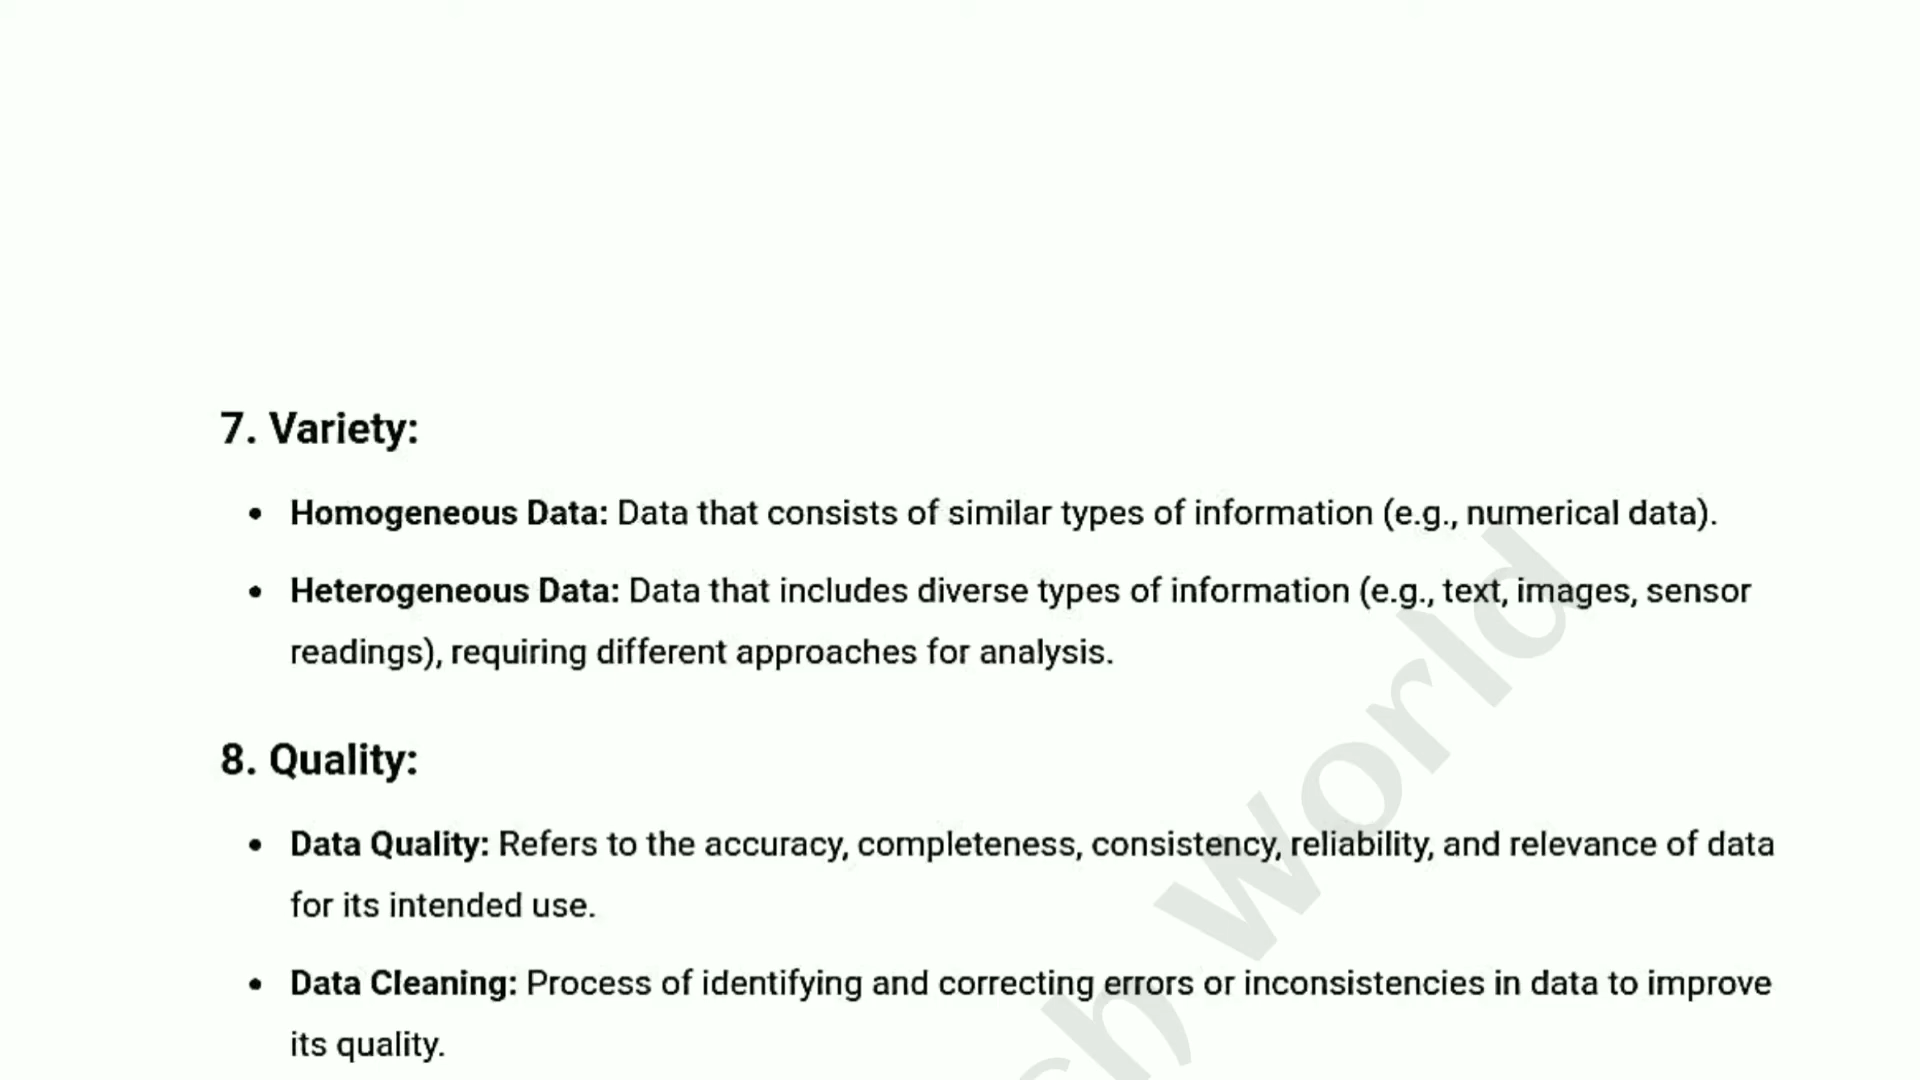 7. Variety:
• Homogeneous Data: Data that consists of similar types of information (e.g., numerical data).
• Heterogeneous Data: Data that includes diverse types of information (e.g., text, images, sensor
readings), requiring different approaches for analysis.
8. Quality:
• Data Quality: Refers to the accuracy, completeness, consistency, reliability, and relevance of data
for its intended use.
• Data Cleaning: Process of identifying and correcting errors or inconsistencies in data to improve
its quality.
world